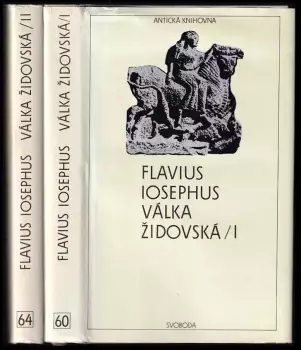 FLAVIUS IOSEPHUS VÁLKA ŽIDOVSKÁ/II
64
FLAVIUS IOSEPHUS VÁLKA ŽIDOVSKÁ/I
60
ANTICKÁ KNIHOVNA
FLAVIUS
IOSEPHUS
VÁLKA
ŽIDOVSKÁ/I
SVOBODA